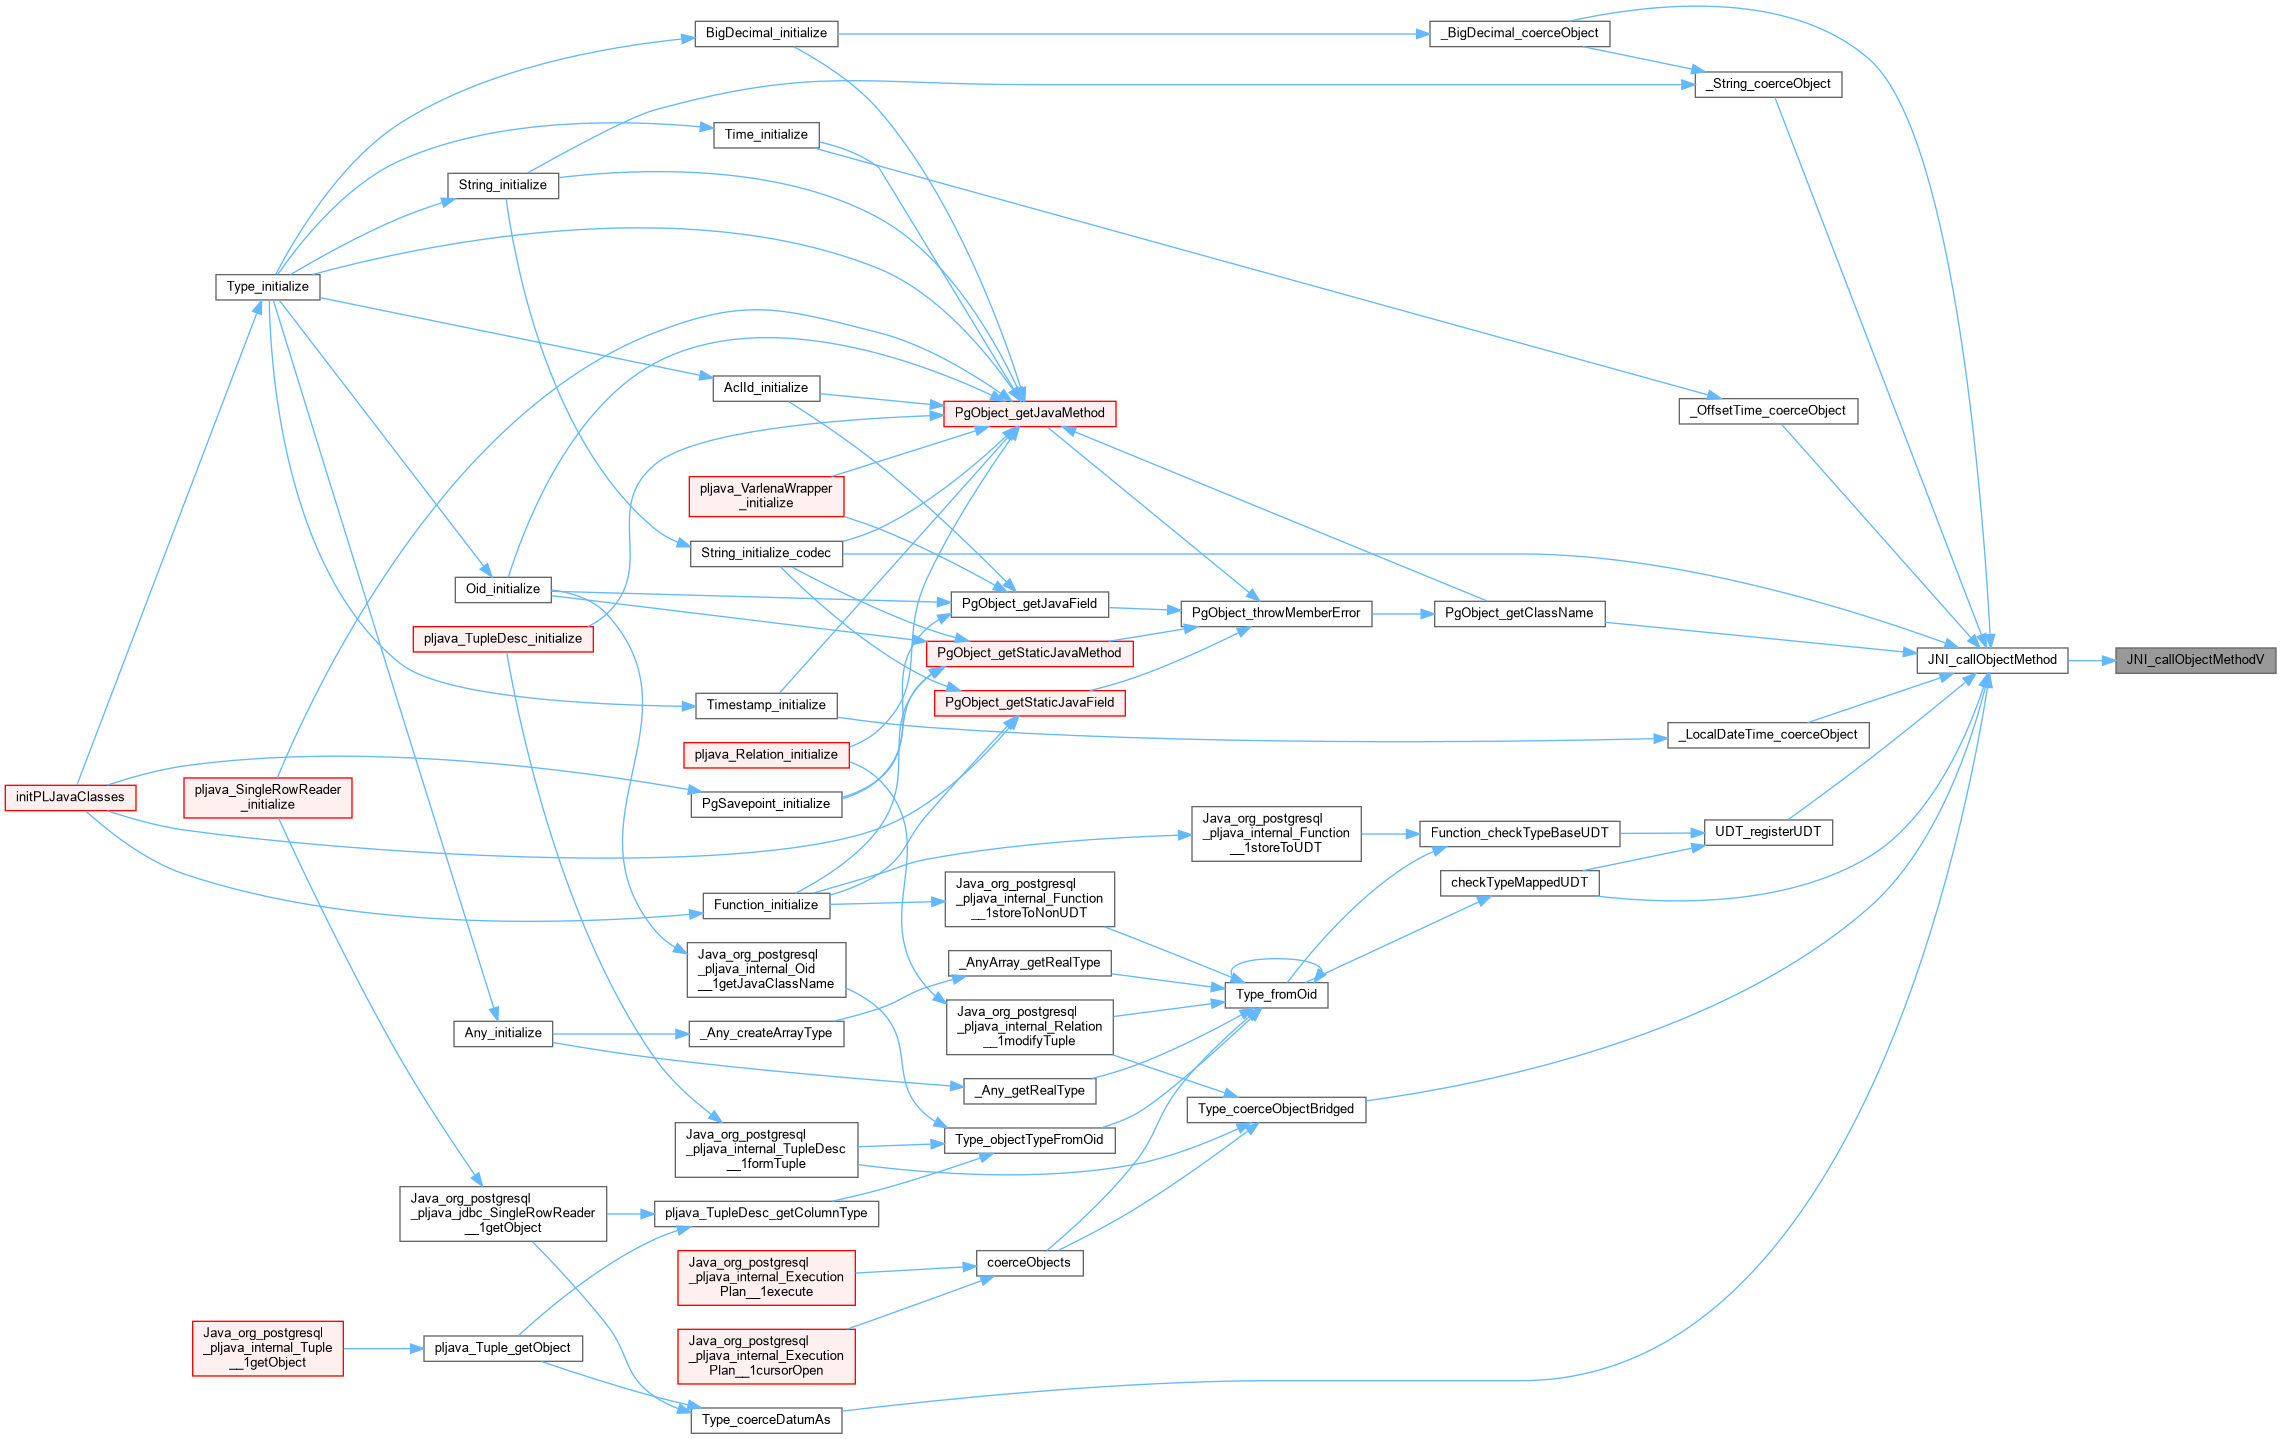 BigDecimal_initialize
_BigDecimal_coerceObject
_String_coerceObject
Time_initialize
String_initialize
Type_initialize
AclId_initialize
PgObject_getJavaMethod
_OffsetTime_coerceObject
pljava_VarlenaWrapper
_initialize
String_initialize_codec
Oid_initialize
PgObject_getJavaField
PgObject_throwMemberError
PgObject_getClassName
pljava_TupleDesc_initialize
PgObject_getStaticJavaMethod
JNI_callObjectMethod
JNI_callObjectMethodV
Timestamp_initialize
PgObject_getStaticJavaField
_LocalDateTime_coerceObject
pljava_Relation_initialize
initPLJavaClasses
pljava_SingleRowReader
_initialize
PgSavepoint_initialize
Java_org_postgresql
_pljava_internal_Function
__1storeToUDT
Function_checkTypeBaseUDT
UDT_registerUDT
checkTypeMappedUDT
Function_initialize
Java_org_postgresql
_pljava_internal_Function
__1storeToNonUDT
Java_org_postgresql
_pljava_internal_Oid
__1getJavaClassName
_AnyArray_getRealType
Type_fromOid
Any_initialize
_Any_createArrayType
Java_org_postgresql
_pljava_internal_Relation
__1modifyTuple
_Any_getRealType
Type_coerceObjectBridged
Java_org_postgresql
_pljava_internal_TupleDesc
__1formTuple
Type_objectTypeFromOid
Java_org_postgresql
_pljava_jdbc_SingleRowReader
__1getObject
pljava_TupleDesc_getColumnType
Java_org_postgresql
_pljava_internal_Execution
Plan__1execute
coerceObjects
Java_org_postgresql
_pljava_internal_Tuple
__1getObject
pljava_Tuple_getObject
Java_org_postgresql
_pljava_internal_Execution
Plan__1cursorOpen
Type_coerceDatumAs